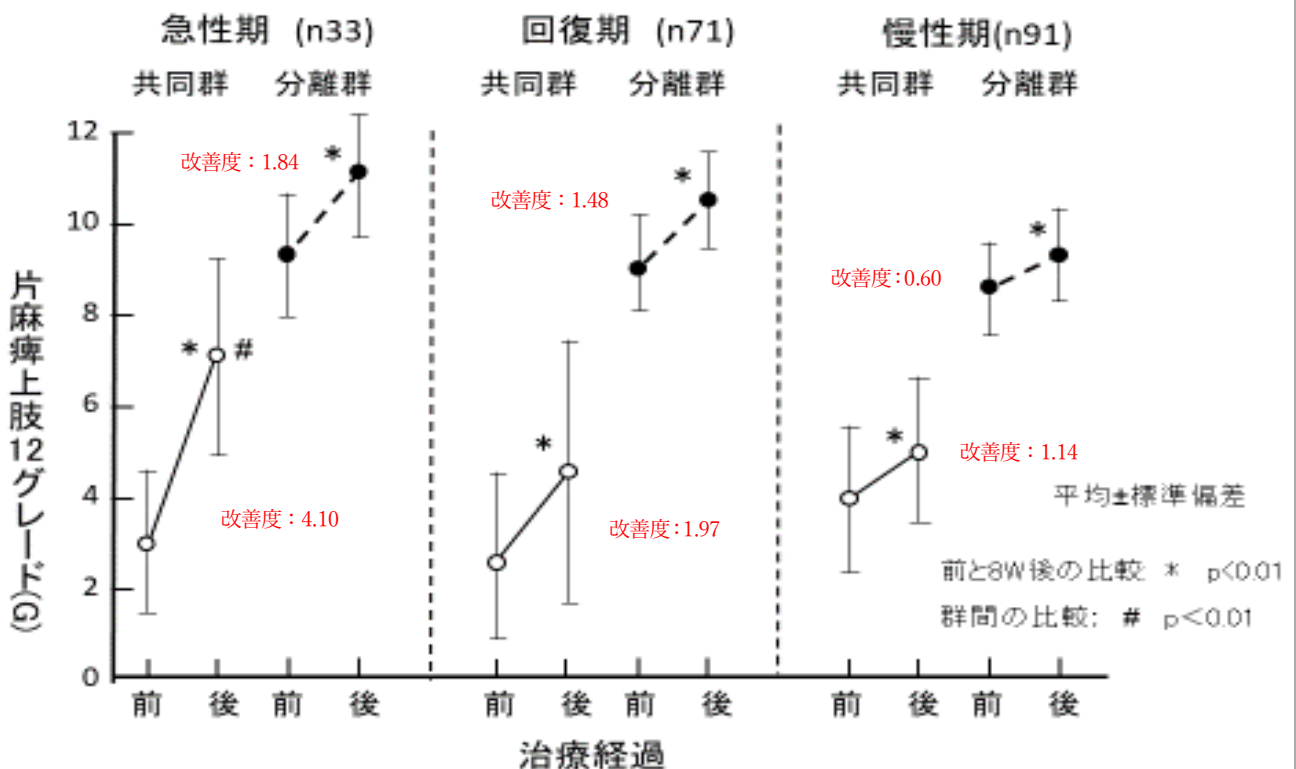 急性期 (n33)
回復期 (n71)
慢性期(n91)
共同群 分離群
共同群 分離群
共同群 分離群
12
10
8
6
4
2
0
片麻痺上肢12グレード(G)
改善度：1.84
*
* #
改善度：4.10
改善度：1.48
*
*
改善度：1.97
改善度：0.60
*
*
改善度：1.14
平均±標準偏差
前と8W後の比較: * p<0.01
群間の比較; # p<0.01
前 後 前 後
前 後 前 後
前 後 前 後
治療経過